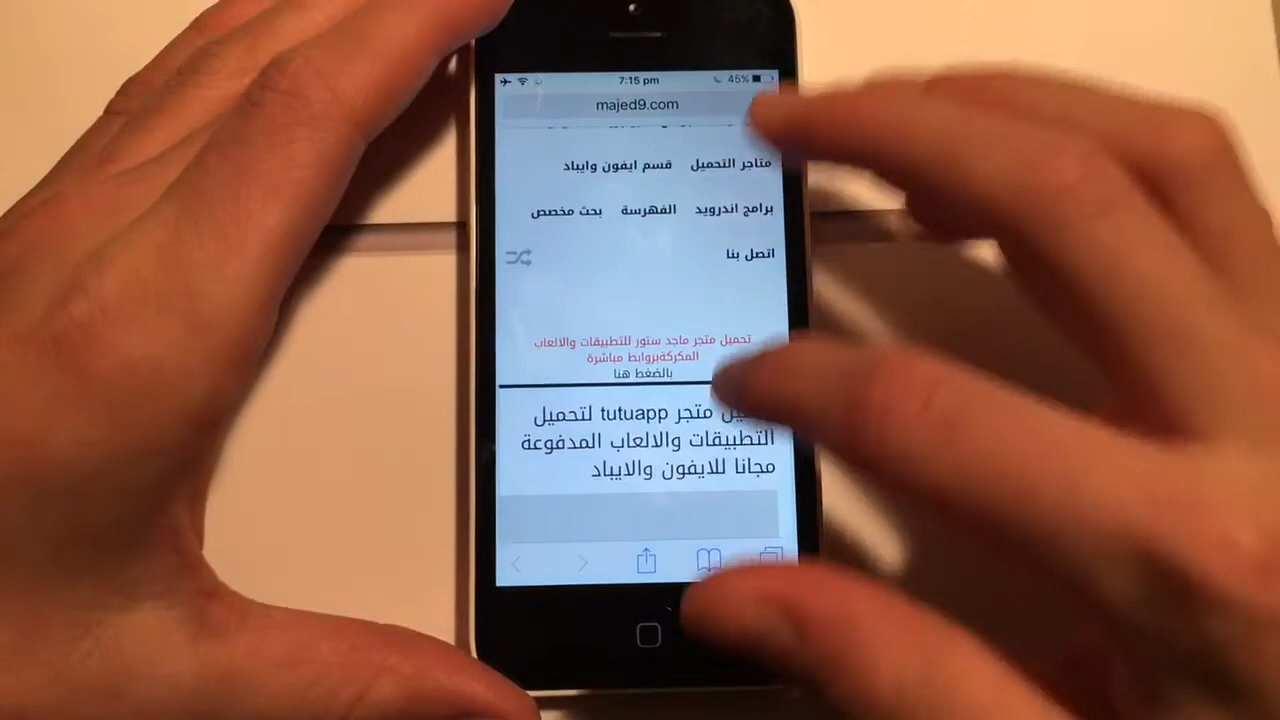 7:15 pm 45%
majed9.com
متاجر التحميل قسم ايفون وايباد
برامج اندرويد الفهرسة بحث مخصص
اتصل بنا
تحميل متجر ماجد ستور للتطبيقات والالعاب
المكركةبروابط مباشرة
بالضغط هنا
متجر tutuapp لتحميل
التطبيقات والالعاب المدفوعة
مجانا للايفون والايباد